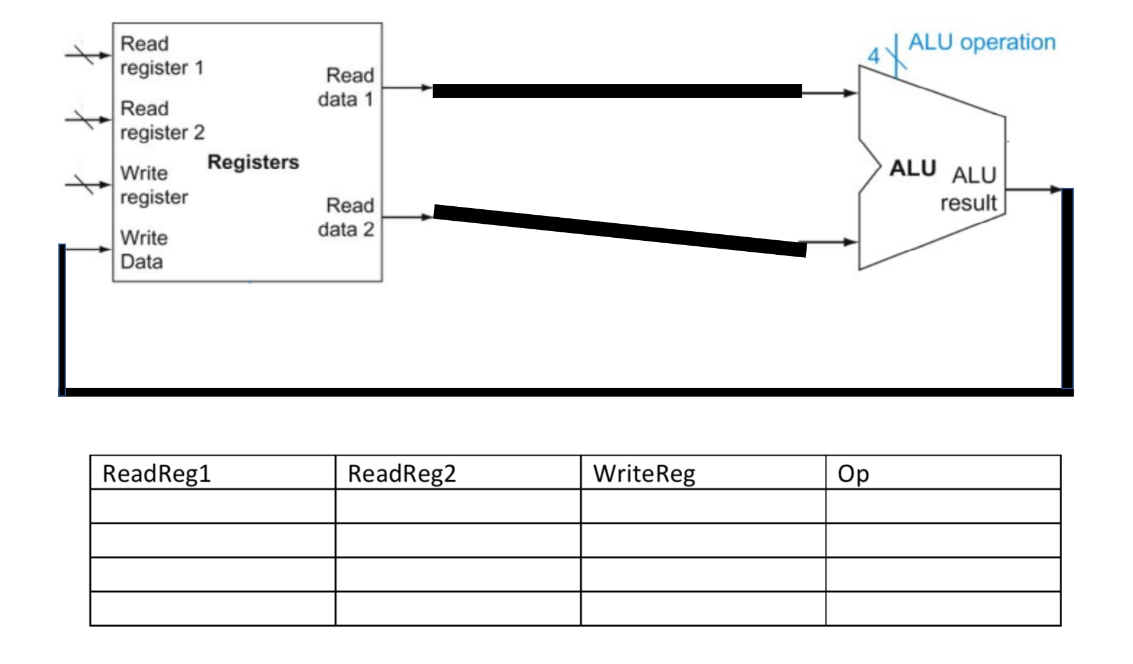 Read
register 1
Read
register 2
Write
register
Write
Data
Registers
Read
data 1
Read
data 2
4
ALU operation
ALU
ALU
result
ReadReg1 ReadReg2 WriteReg Op